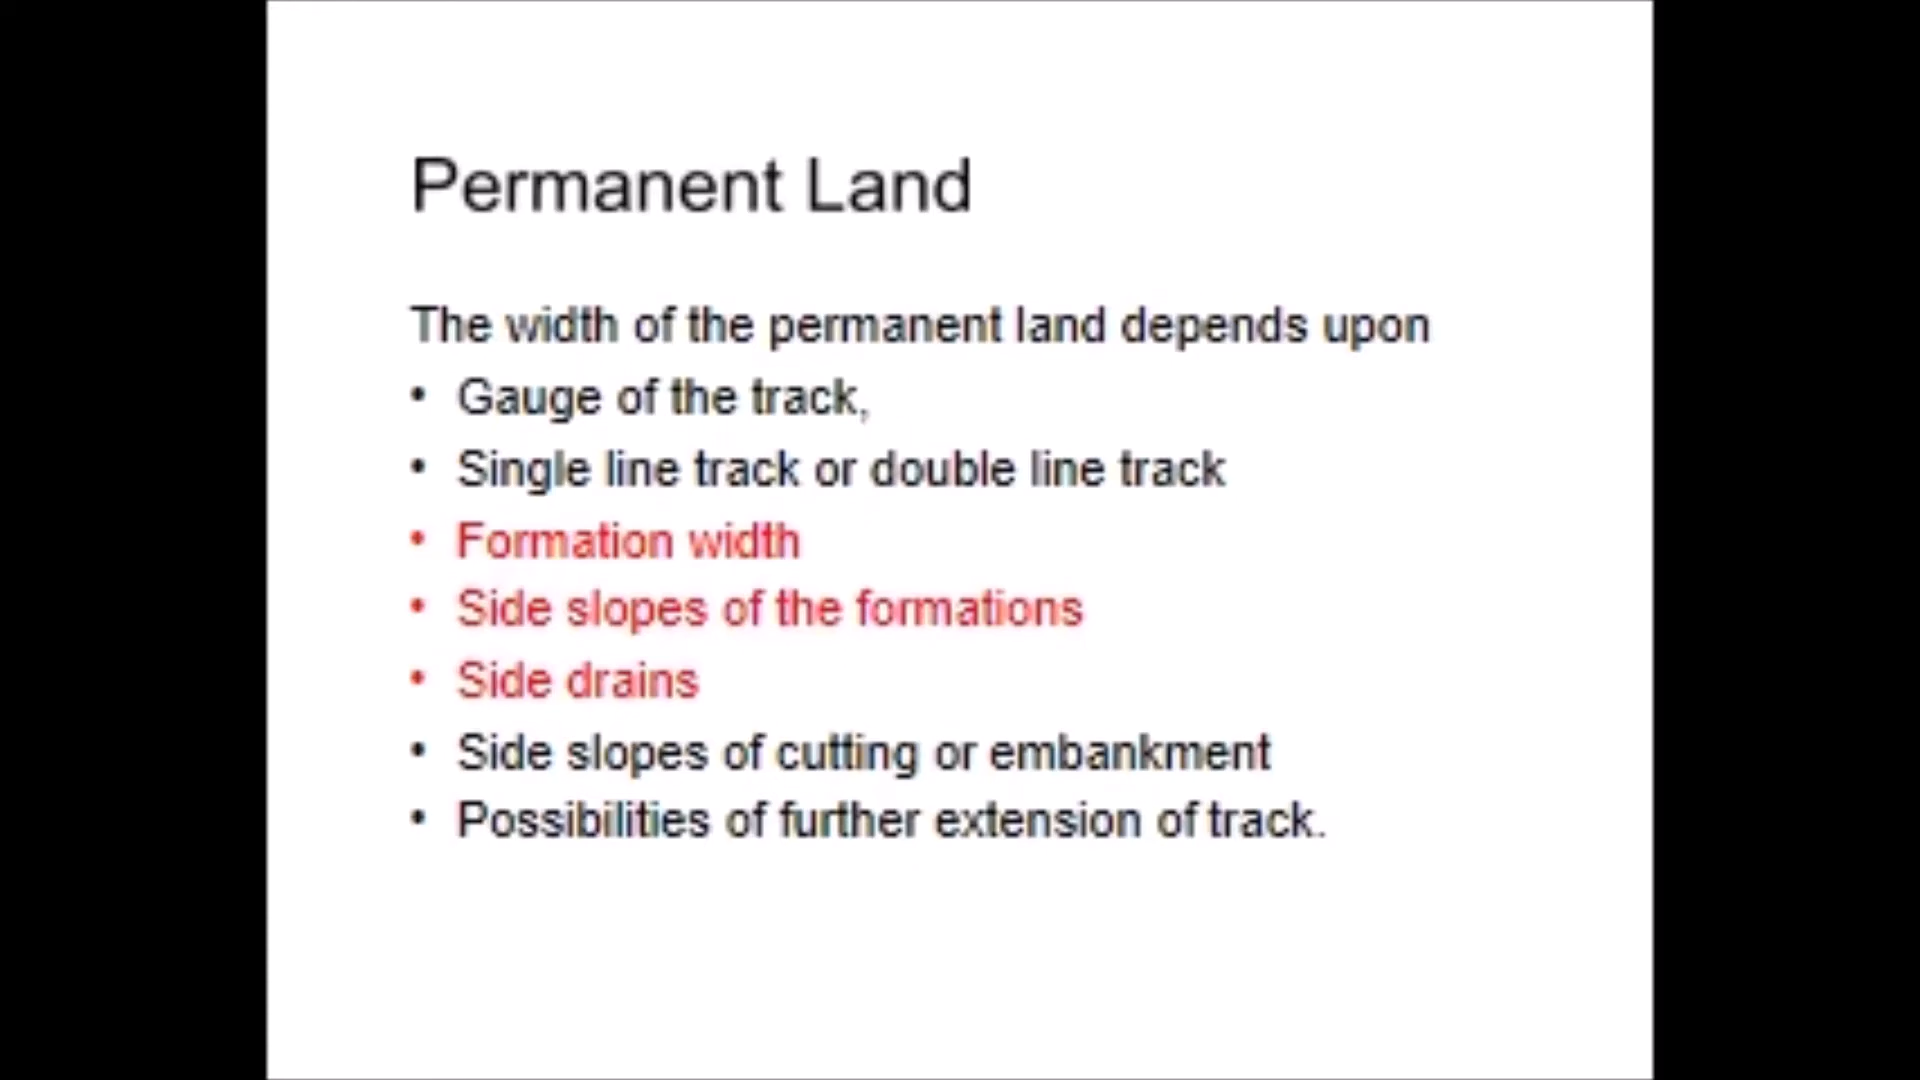 Permanent Land
The width of the permanent land depends upon
• Gauge of the track,
• Single line track or double line track
• Formation width
• Side slopes of the formations
• Side drains
• Side slopes of cutting or embankment
• Possibilities of further extension of track.